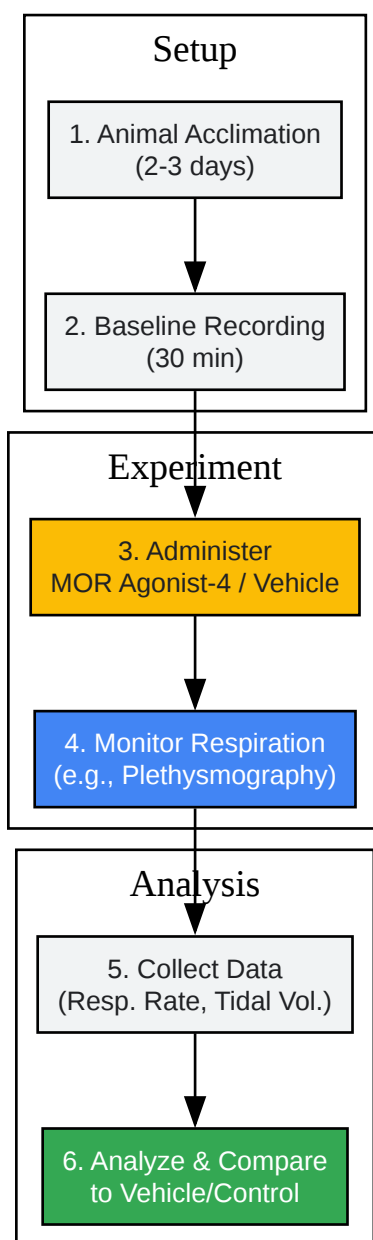 Setup
1. Animal Acclimation
(2-3 days)
2. Baseline Recording
(30 min)
Experiment
3. Administer
MOR Agonist-4 / Vehicle
4. Monitor Respiration
(e.g., Plethysmography)
Analysis
5. Collect Data
(Resp. Rate, Tidal Vol.)
6. Analyze & Compare
to Vehicle/Control